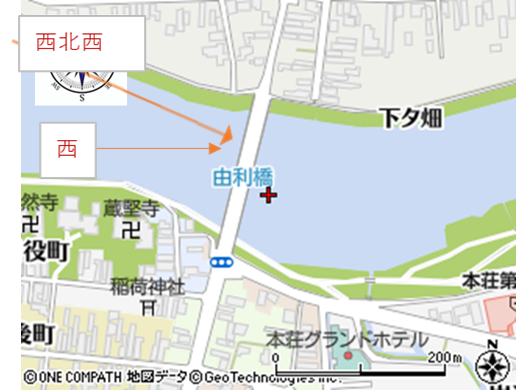 西北西
下夕畑
西
由利橋
然寺
蔵堅寺
役町
稲荷神社
本荘第
後町
本荘グランドホテル
0 200m
©ONE COMPATH 地図データ©GeoTechnologies Inc.